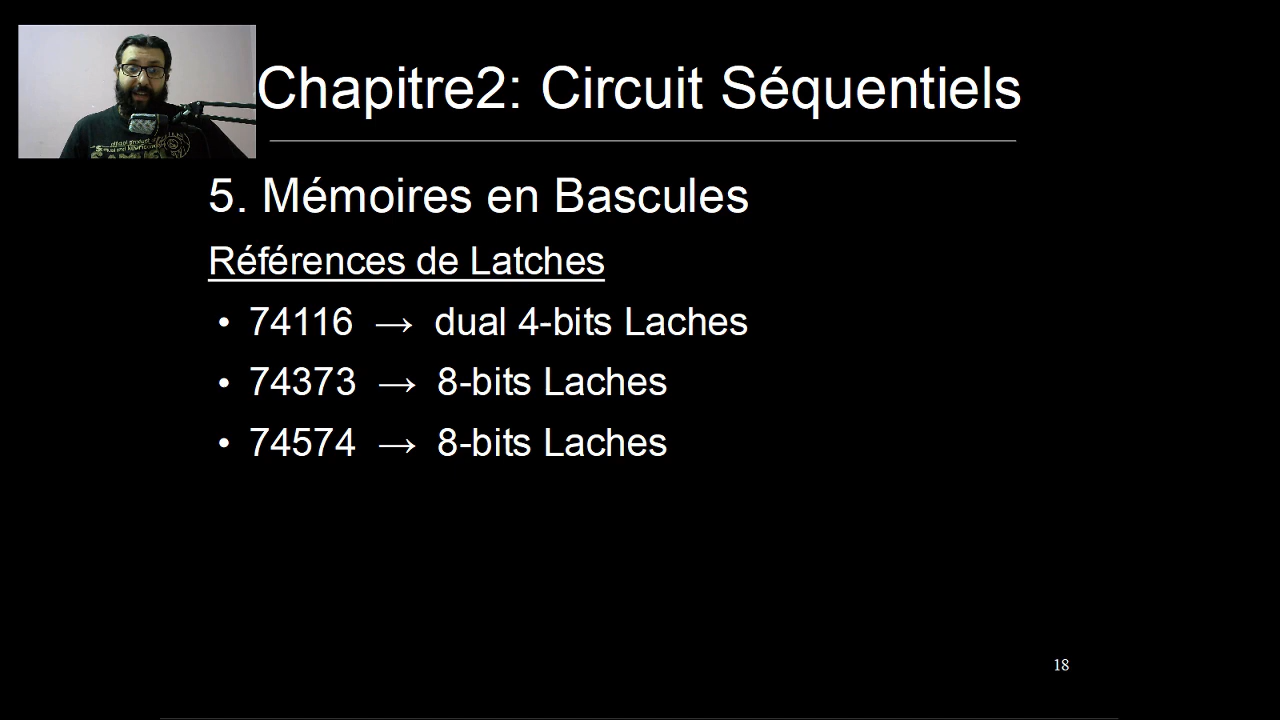 Chapitre2: Circuit Séquentiels
5. Mémoires en Bascules
Références de Latches
• 74116 → dual 4-bits Laches
• 74373 → 8-bits Laches
• 74574 → 8-bits Laches
18